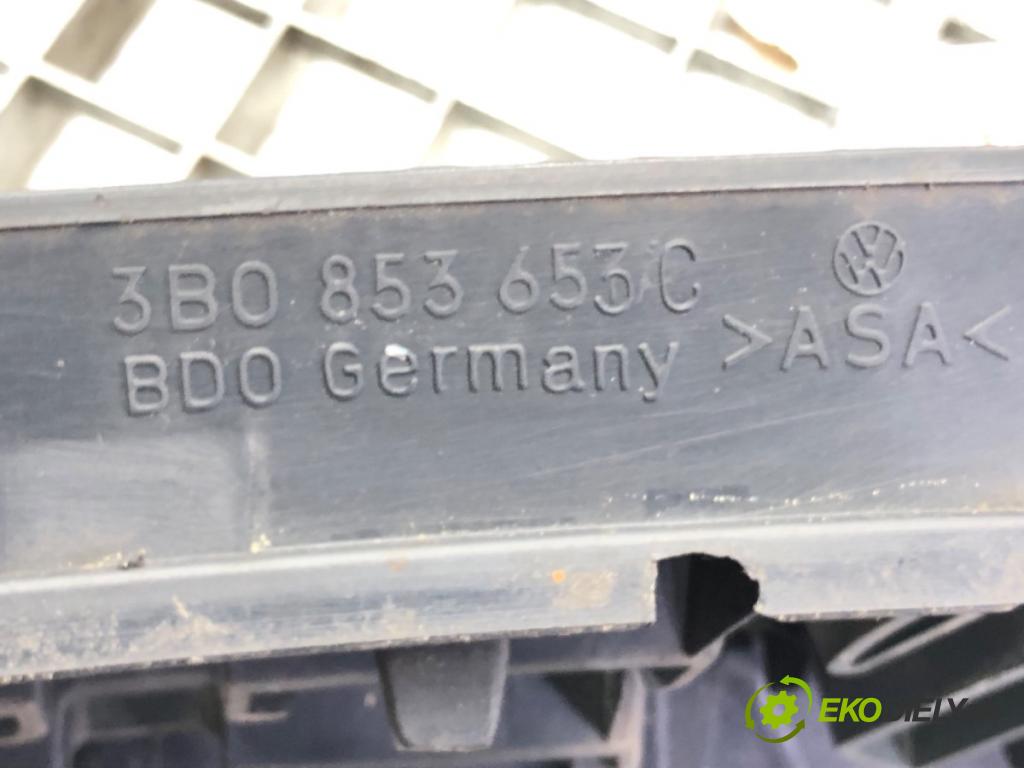 3B0 853 653 C
BDO Germany >ASA<
EKODIELY